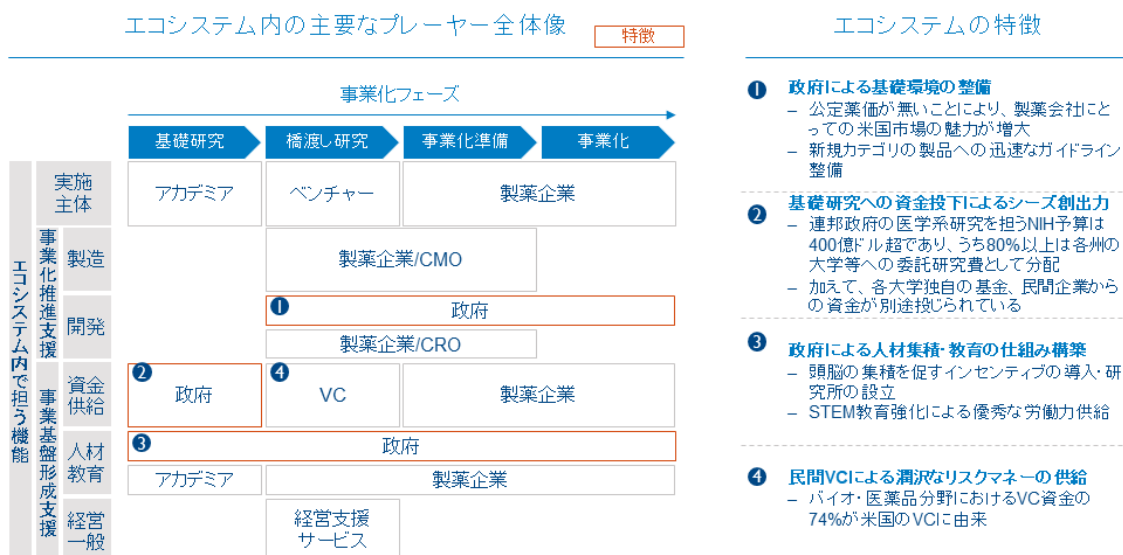 エコシステム内の主要なプレーヤー全体像
特徴
事業化フェーズ
基礎研究
橋渡し研究
事業化準備
事業化
エコシステム内で担う機能
実施
主体
アカデミア
ベンチャー
製薬企業
事業化推進支援
製造
製薬企業/CMO
開発
1
政府
製薬企業/CRO
事業基盤形成支援
資金
供給
2
政府
4
VC
製薬企業
人材
教育
3
政府
アカデミア
製薬企業
経営
一般
経営支援
サービス
エコシステムの特徴
1
政府による基礎環境の整備
– 公定薬価が無いことにより、製薬会社にと
っての米国市場の魅力が増大
– 新規カテゴリの製品への迅速なガイドライン
整備
2
基礎研究への資金投下によるシーズ創出力
– 連邦政府の医学系研究を担うNIH予算は
400億ドル超であり、うち80%以上は各州の
大学等への委託研究費として分配
– 加えて、各大学独自の基金、民間企業から
の資金が別途投じられている
3
政府による人材集積・教育の仕組み構築
– 頭脳の集積を促すインセンティブの導入・研
究所の設立
– STEM教育強化による優秀な労働力供給
4
民間VCによる潤沢なリスクマネーの供給
– バイオ・医薬品分野におけるVC資金の
74%が米国のVCに由来